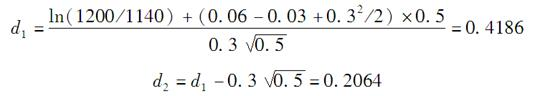 d₁ = (ln(1200/1140) + (0.06 − 0.03 + 0.3²/2) × 0.5) / (0.3 √0.5) = 0.4186
d₂ = d₁ − 0.3 √0.5 = 0.2064